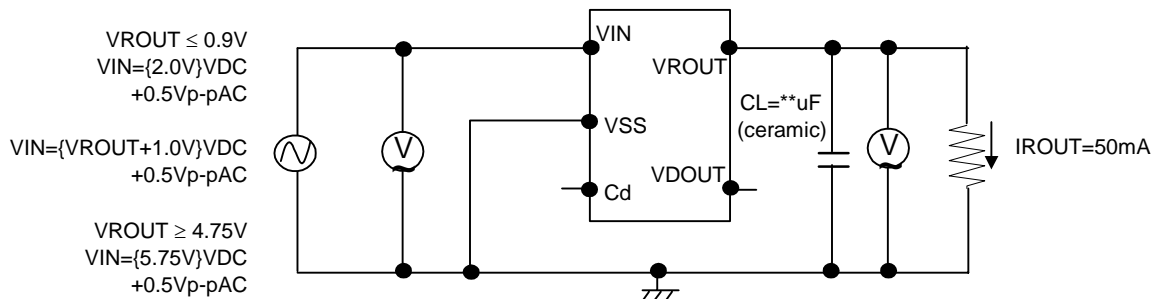 VROUT ≤ 0.9V
VIN={2.0V}VDC
+0.5Vp-pAC
VIN={VROUT+1.0V}VDC
+0.5Vp-pAC
VROUT ≥ 4.75V
VIN={5.75V}VDC
+0.5Vp-pAC
V
VIN
VROUT
VSS
Cd
VDOUT
CL=**uF
(ceramic)
V
IROUT=50mA